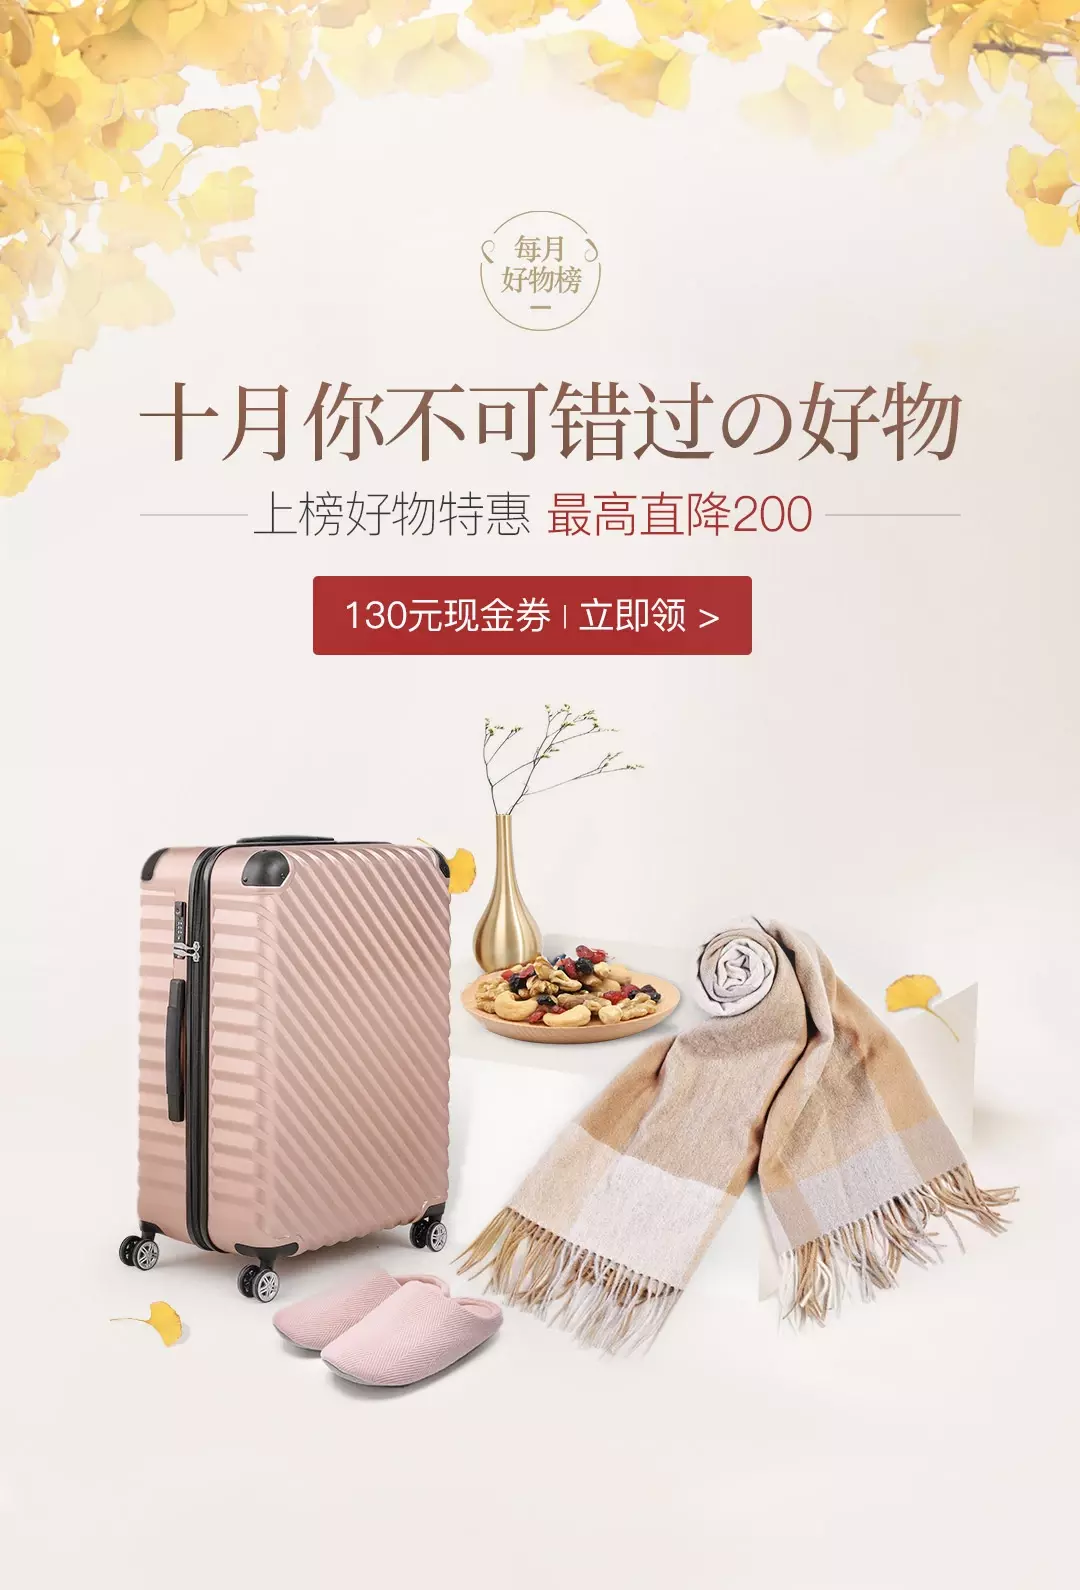 每月
好物榜
十月你不可错过の好物
上榜好物特惠 最高直降200
130元现金券 | 立即领 >